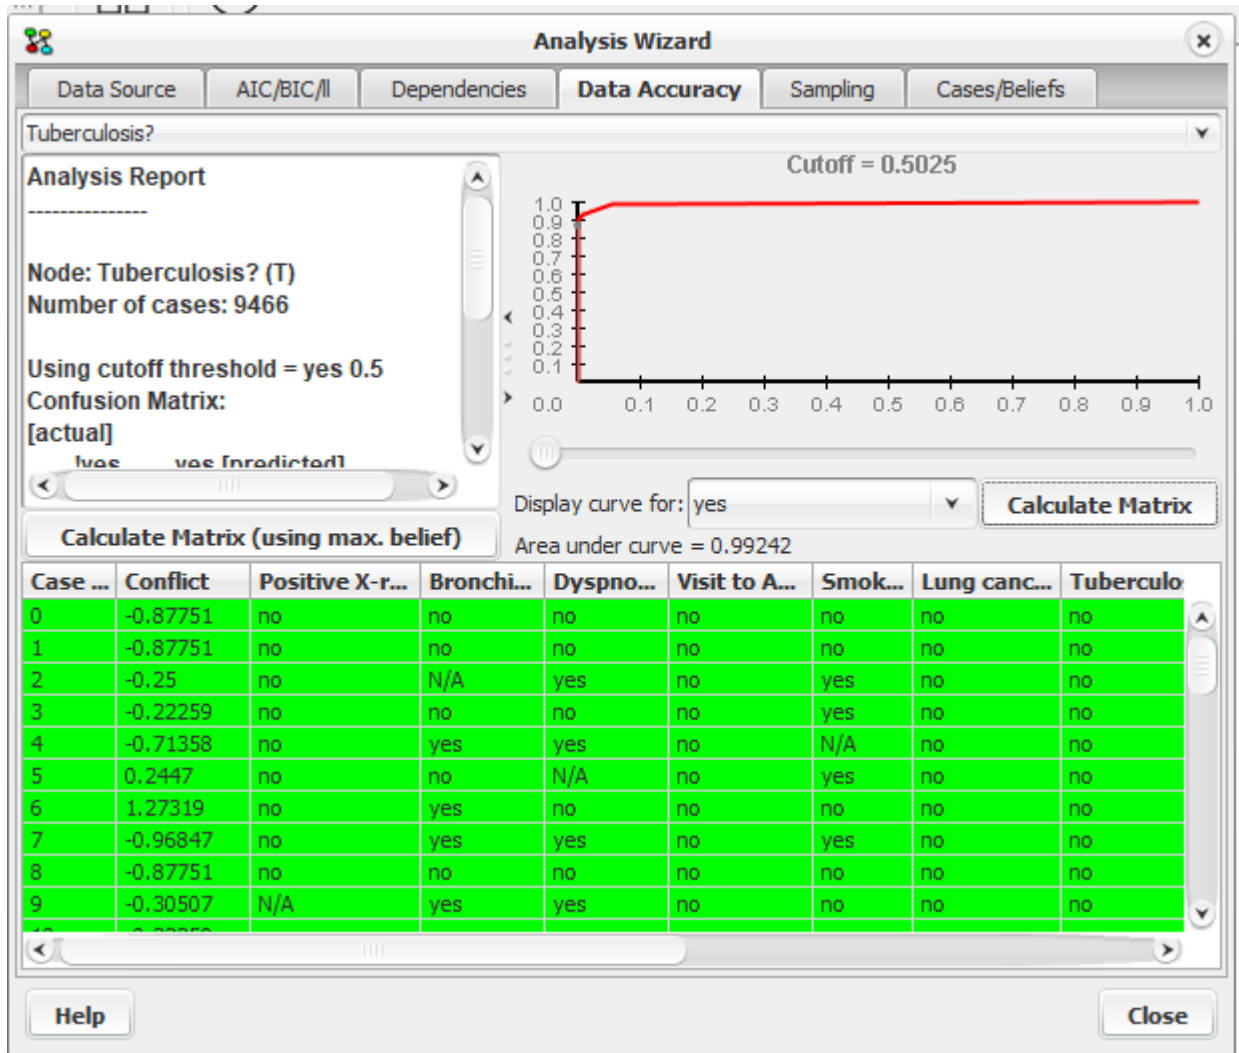 Analysis Wizard
Data Source AIC/BIC/ll Dependencies Data Accuracy Sampling Cases/Beliefs
Tuberculosis?
Analysis Report
---------------
Node: Tuberculosis? (T)
Number of cases: 9466
Using cutoff threshold = yes 0.5
Confusion Matrix:
[actual]
!yes yes [predicted]
Calculate Matrix (using max. belief)
Cutoff = 0.5025
1.0
0.9
0.8
0.7
0.6
0.5
0.4
0.3
0.2
0.1
0.0 0.1 0.2 0.3 0.4 0.5 0.6 0.7 0.8 0.9 1.0
Display curve for: yes Calculate Matrix
Area under curve = 0.99242
Case ... Conflict Positive X-r... Bronchi... Dyspno... Visit to A... Smok... Lung canc... Tuberculo
0 -0.87751 no no no no no no no
1 -0.87751 no no no no no no no
2 -0.25 no N/A yes no yes no no
3 -0.22259 no no no no yes no no
4 -0.71358 no yes yes no N/A no no
5 0.2447 no no N/A no yes no no
6 1.27319 no yes no no no no no
7 -0.96847 no yes yes no yes no no
8 -0.87751 no no no no no no no
9 -0.30507 N/A yes yes no no no no
Help Close